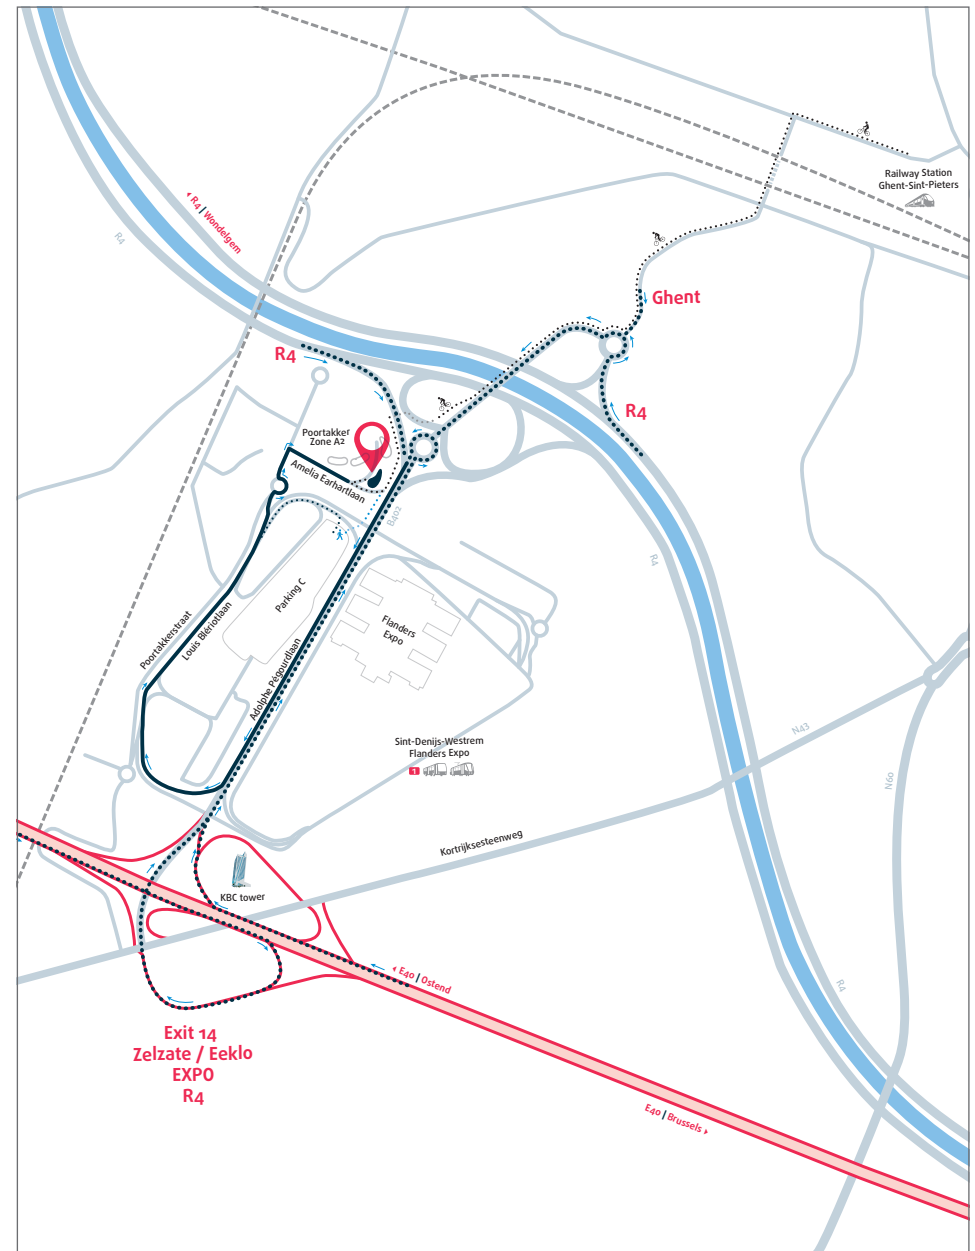 Railway Station
Ghent-Sint-Pieters
R4 | Wondelgem
R4
Ghent
R4
R4
Poortakker
Zone A2
Amelia Earhartlaan
B402
R4
Parking C
Flanders
Expo
Poortakkerstraat
Louis Blériotlaan
Adolphe Pégourdlaan
Sint-Denijs-Westrem
Flanders Expo
1
N43
N60
Kortrijksesteenweg
KBC tower
E40 | Ostend
R4
Exit 14
Zelzate / Eeklo
EXPO
R4
E40 | Brussels